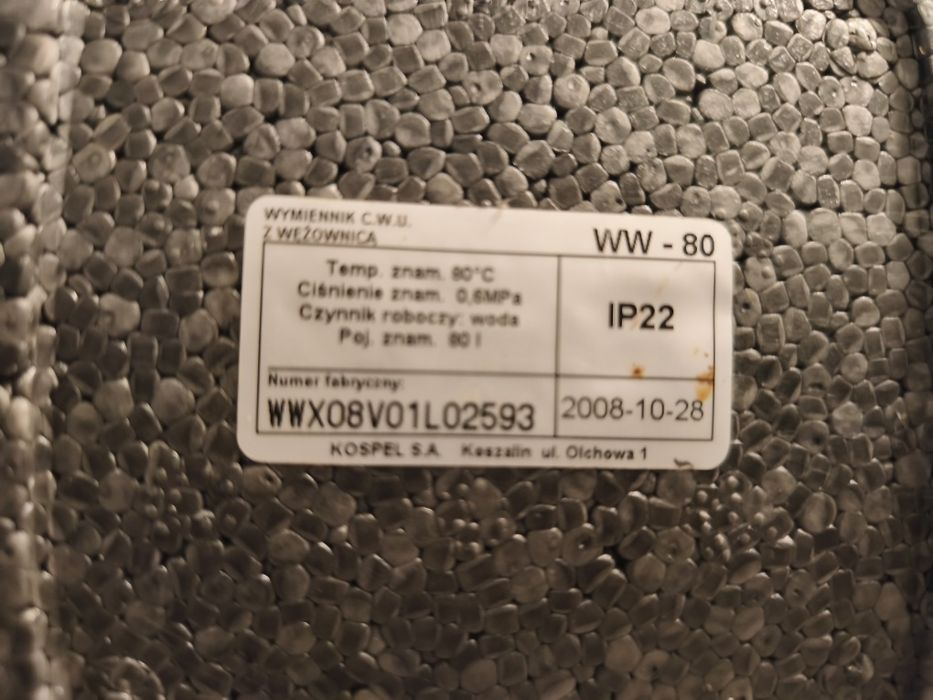 WYMIENNIK C.W.U.
Z WĘŻOWNICĄ
WW - 80
Temp. znam. 80°C
Ciśnienie znam. 0,6MPa
Czynnik roboczy: woda
Poj. znam. 80 l
IP22
Numer fabryczny:
WWX08V01L02593
2008-10-28
KOSPEL S.A. Koszalin ul. Olchowa 1